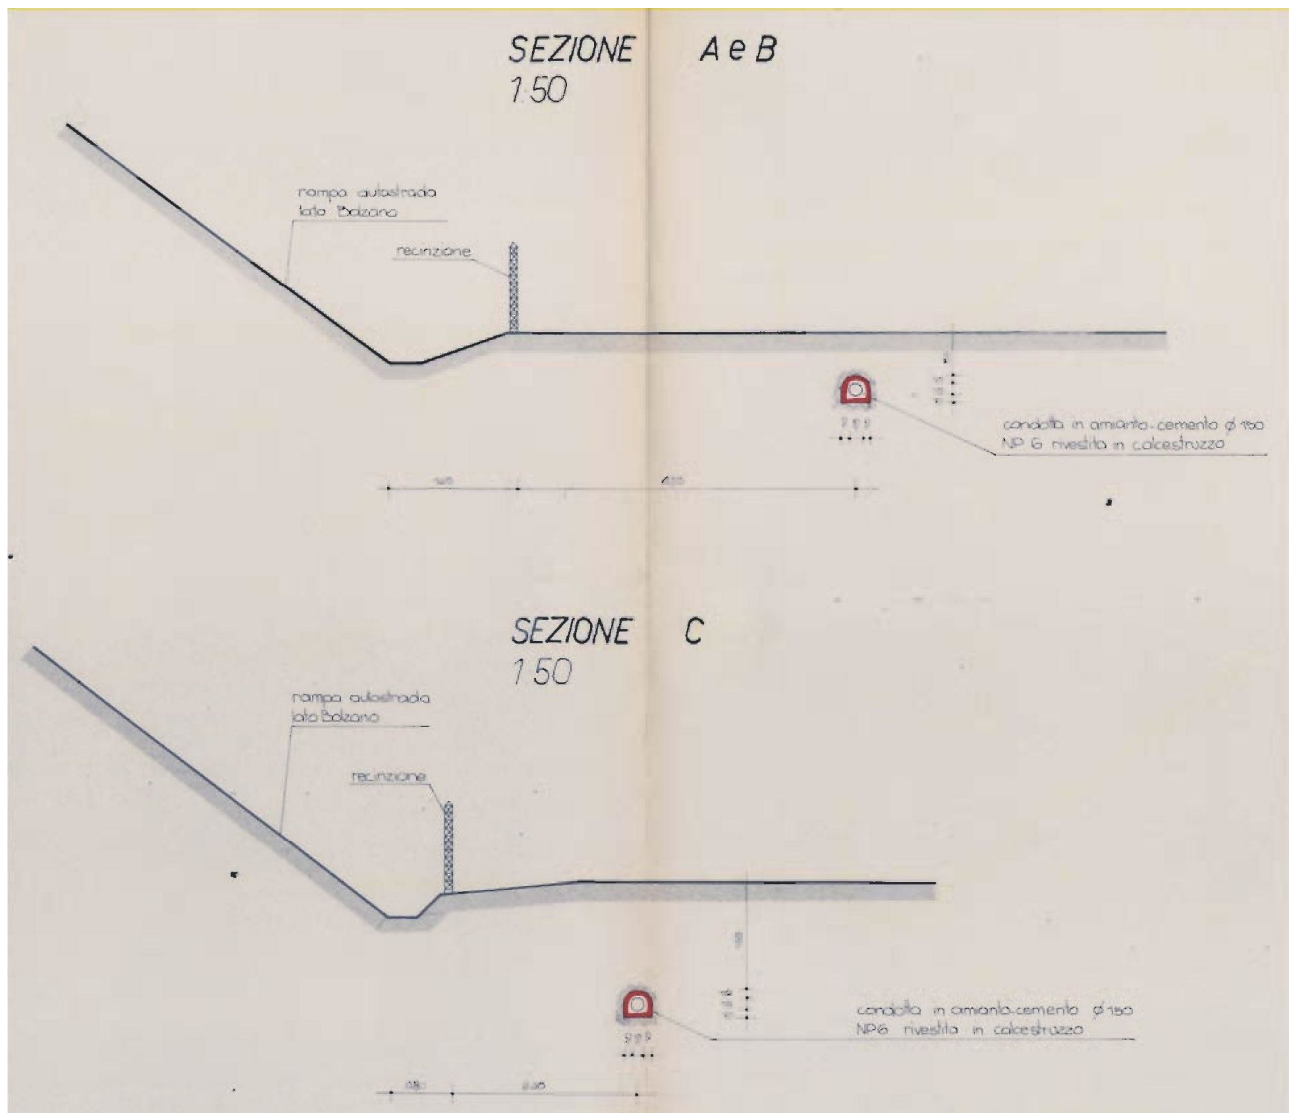 SEZIONE A e B
1:50
rampa autostrada
lato Bolzano
recinzione
condotta in amianto-cemento ø 150
NP 6 rivestita in calcestruzzo
SEZIONE C
1:50
rampa autostrada
lato Bolzano
recinzione
condotta in amianto-cemento ø 150
NP6 rivestita in calcestruzzo